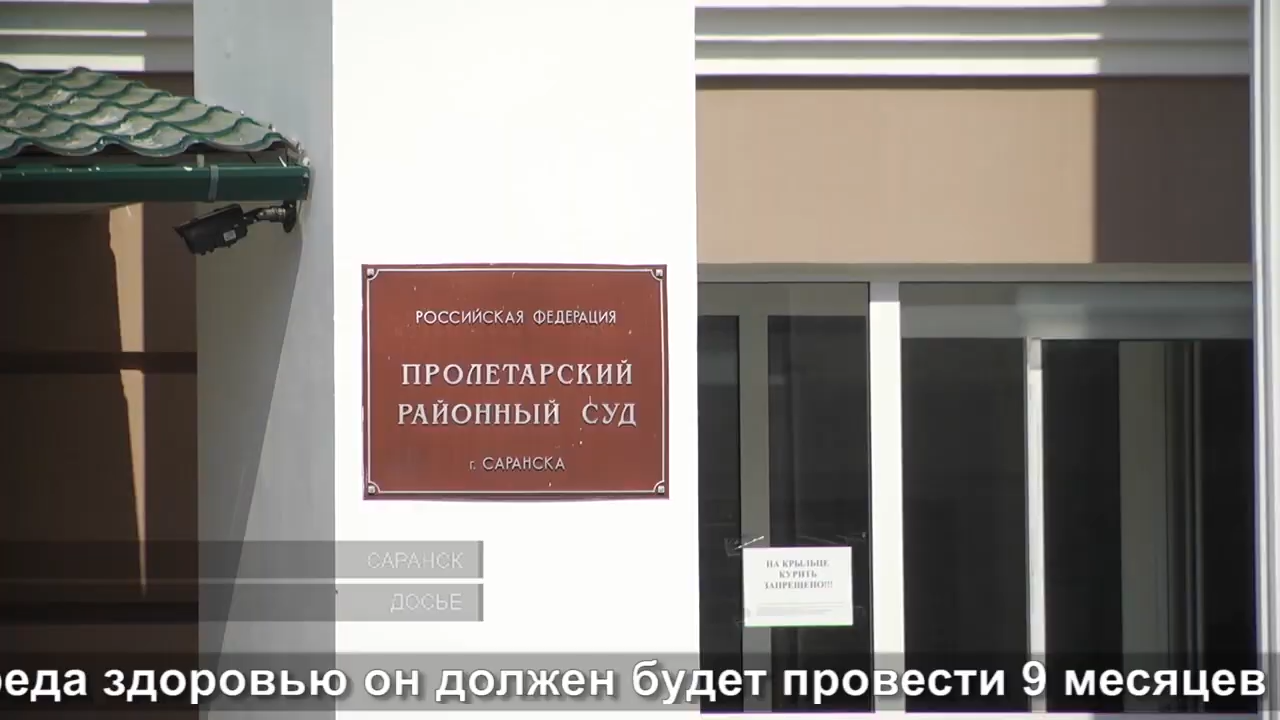 РОССИЙСКАЯ ФЕДЕРАЦИЯ
ПРОЛЕТАРСКИЙ
РАЙОННЫЙ СУД
г. САРАНСКА
САРАНСК
ДОСЬЕ
НА КРЫЛЬЦЕ
КУРИТЬ
ЗАПРЕЩЕНО!!!
реда здоровью он должен будет провести 9 месяцев